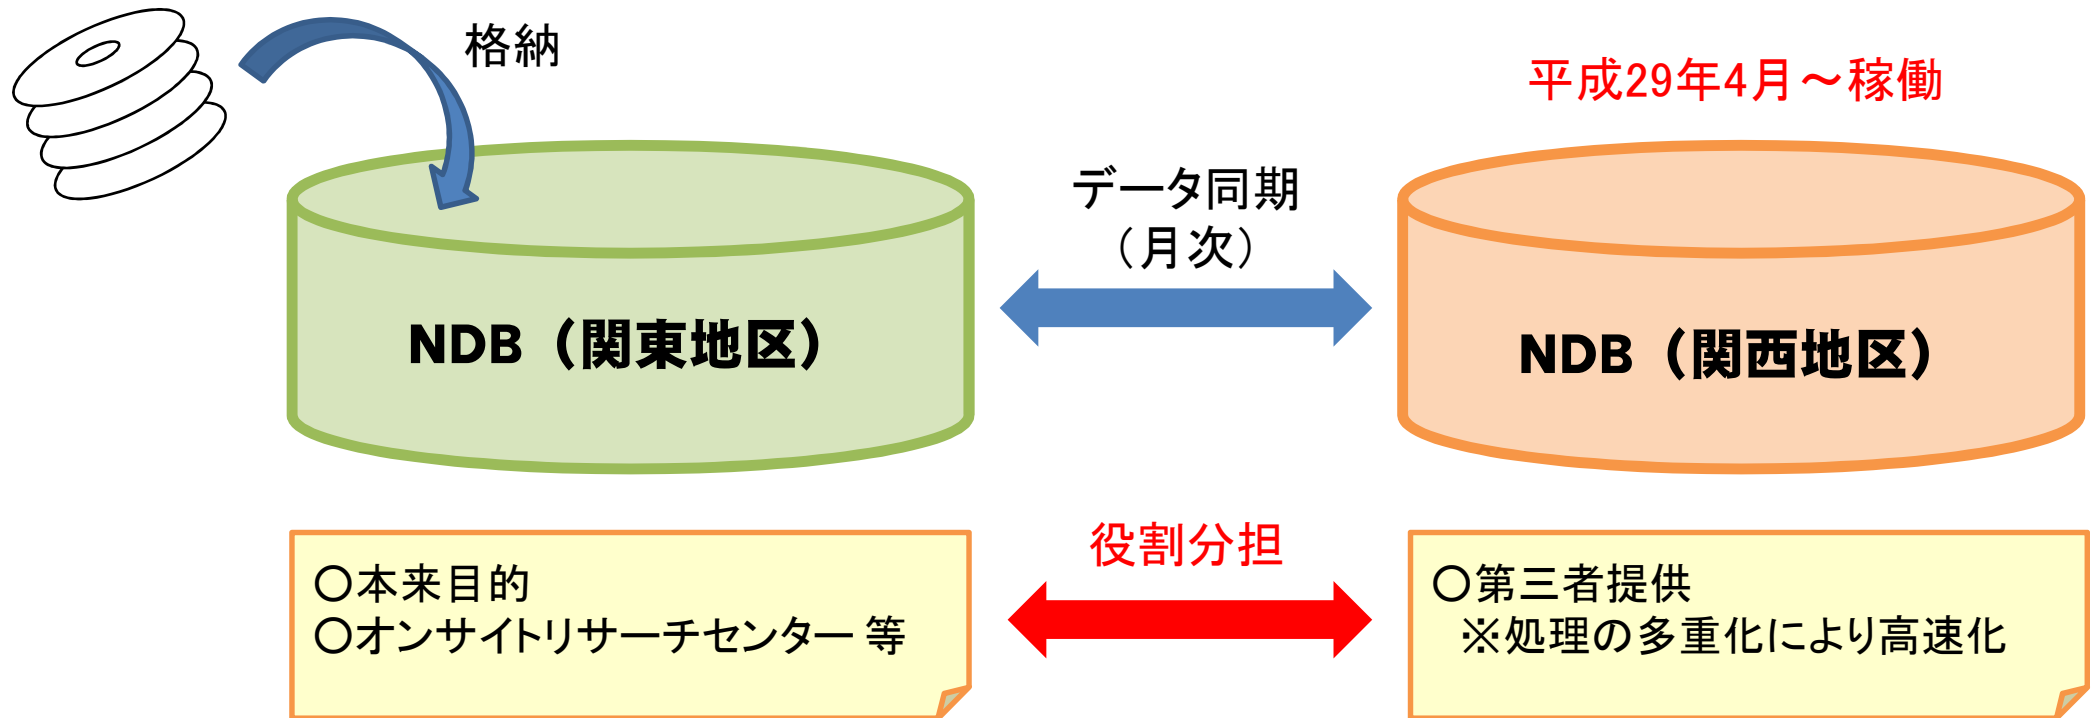 格納
平成29年4月～稼働
データ同期
（月次）
NDB（関東地区）
NDB（関西地区）
役割分担
○本来目的
○オンサイトリサーチセンター 等
○第三者提供
※処理の多重化により高速化